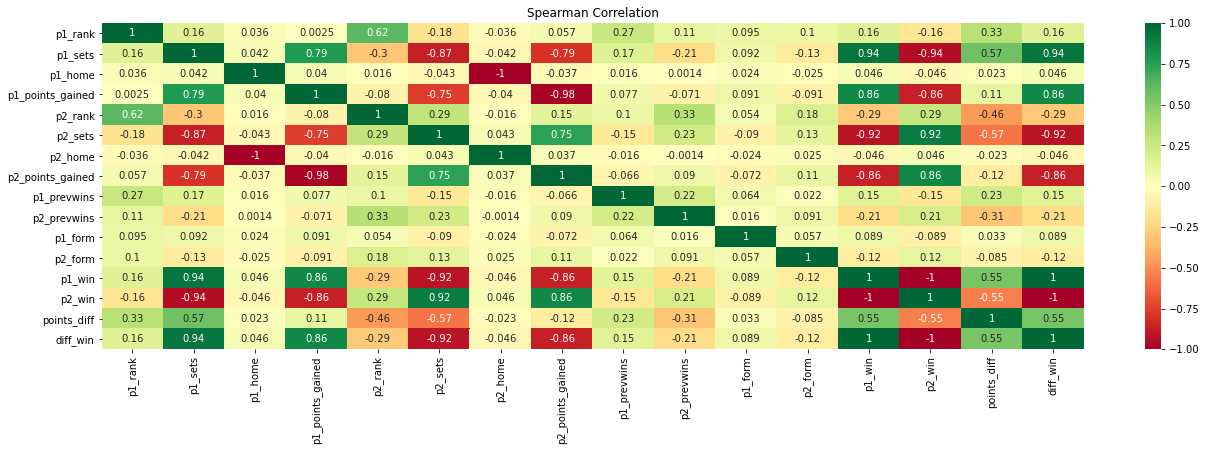 Spearman Correlation
p1_rank 1 0.16 0.036 0.0025 0.62 -0.18 -0.036 0.057 0.27 0.11 0.095 0.1 0.16 -0.16 0.33 0.16
p1_sets 0.16 1 0.042 0.79 -0.3 -0.87 -0.042 -0.79 0.17 -0.21 0.092 -0.13 0.94 -0.94 0.57 0.94
p1_home 0.036 0.042 1 0.04 0.016 -0.043 -1 -0.037 0.016 0.0014 0.024 -0.025 0.046 -0.046 0.023 0.046
p1_points_gained 0.0025 0.79 0.04 1 -0.08 -0.75 -0.04 -0.98 0.077 -0.071 0.091 -0.091 0.86 -0.86 0.11 0.86
p2_rank 0.62 -0.3 0.016 -0.08 1 0.29 -0.016 0.15 0.1 0.33 0.054 0.18 -0.29 0.29 -0.46 -0.29
p2_sets -0.18 -0.87 -0.043 -0.75 0.29 1 0.043 0.75 -0.15 0.23 -0.09 0.13 -0.92 0.92 -0.57 -0.92
p2_home -0.036 -0.042 -1 -0.04 -0.016 0.043 1 0.037 -0.016 -0.0014 -0.024 0.025 -0.046 0.046 -0.023 -0.046
p2_points_gained 0.057 -0.79 -0.037 -0.98 0.15 0.75 0.037 1 -0.066 0.09 -0.072 0.11 -0.86 0.86 -0.12 -0.86
p1_prevwins 0.27 0.17 0.016 0.077 0.1 -0.15 -0.016 -0.066 1 0.22 0.064 0.022 0.15 -0.15 0.23 0.15
p2_prevwins 0.11 -0.21 0.0014 -0.071 0.33 0.23 -0.0014 0.09 0.22 1 0.016 0.091 -0.21 0.21 -0.31 -0.21
p1_form 0.095 0.092 0.024 0.091 0.054 -0.09 -0.024 -0.072 0.064 0.016 1 0.057 0.089 -0.089 0.033 0.089
p2_form 0.1 -0.13 -0.025 -0.091 0.18 0.13 0.025 0.11 0.022 0.091 0.057 1 -0.12 0.12 -0.085 -0.12
p1_win 0.16 0.94 0.046 0.86 -0.29 -0.92 -0.046 -0.86 0.15 -0.21 0.089 -0.12 1 -1 0.55 1
p2_win -0.16 -0.94 -0.046 -0.86 0.29 0.92 0.046 0.86 -0.15 0.21 -0.089 0.12 -1 1 -0.55 -1
points_diff 0.33 0.57 0.023 0.11 -0.46 -0.57 -0.023 -0.12 0.23 -0.31 0.033 -0.085 0.55 -0.55 1 0.55
diff_win 0.16 0.94 0.046 0.86 -0.29 -0.92 -0.046 -0.86 0.15 -0.21 0.089 -0.12 1 -1 0.55 1
p1_rank
p1_sets
p1_home
p1_points_gained
p2_rank
p2_sets
p2_home
p2_points_gained
p1_prevwins
p2_prevwins
p1_form
p2_form
p1_win
p2_win
points_diff
diff_win
1.00
0.75
0.50
0.25
0.00
-0.25
-0.50
-0.75
-1.00